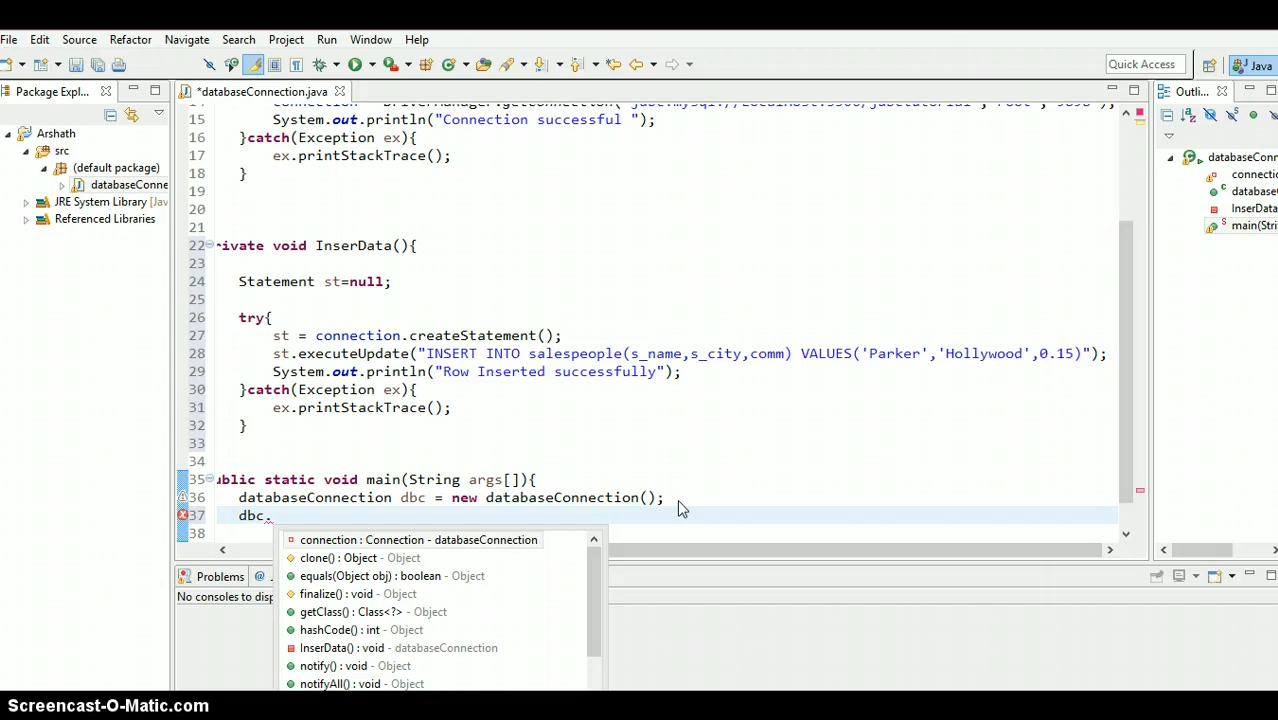 File Edit Source Refactor Navigate Search Project Run Window Help
Quick Access
Java
Package Expl...
*databaseConnection.java
Outli...
Arshath
src
(default package)
databaseConne
JRE System Library [Jav
Referenced Libraries
15 System.out.println("Connection successful ");
16 }catch(Exception ex){
17 ex.printStackTrace();
18 }
19
20
21
22 rivate void InserData(){
23
24 Statement st=null;
25
26 try{
27 st = connection.createStatement();
28 st.executeUpdate("INSERT INTO salespeople(s_name,s_city,comm) VALUES('Parker','Hollywood',0.15)");
29 System.out.println("Row Inserted successfully");
30 }catch(Exception ex){
31 ex.printStackTrace();
32 }
33
34
35 ublic static void main(String args[]){
36 databaseConnection dbc = new databaseConnection();
37 dbc.
38
connection : Connection - databaseConnection
clone() : Object - Object
equals(Object obj) : boolean - Object
finalize() : void - Object
getClass() : Class<?> - Object
hashCode() : int - Object
InserData() : void - databaseConnection
notify() : void - Object
notifyAll() : void - Object
Problems @
No consoles to disp
databaseConn
connectio
database
InserData
main(Stri
Screencast-O-Matic.com